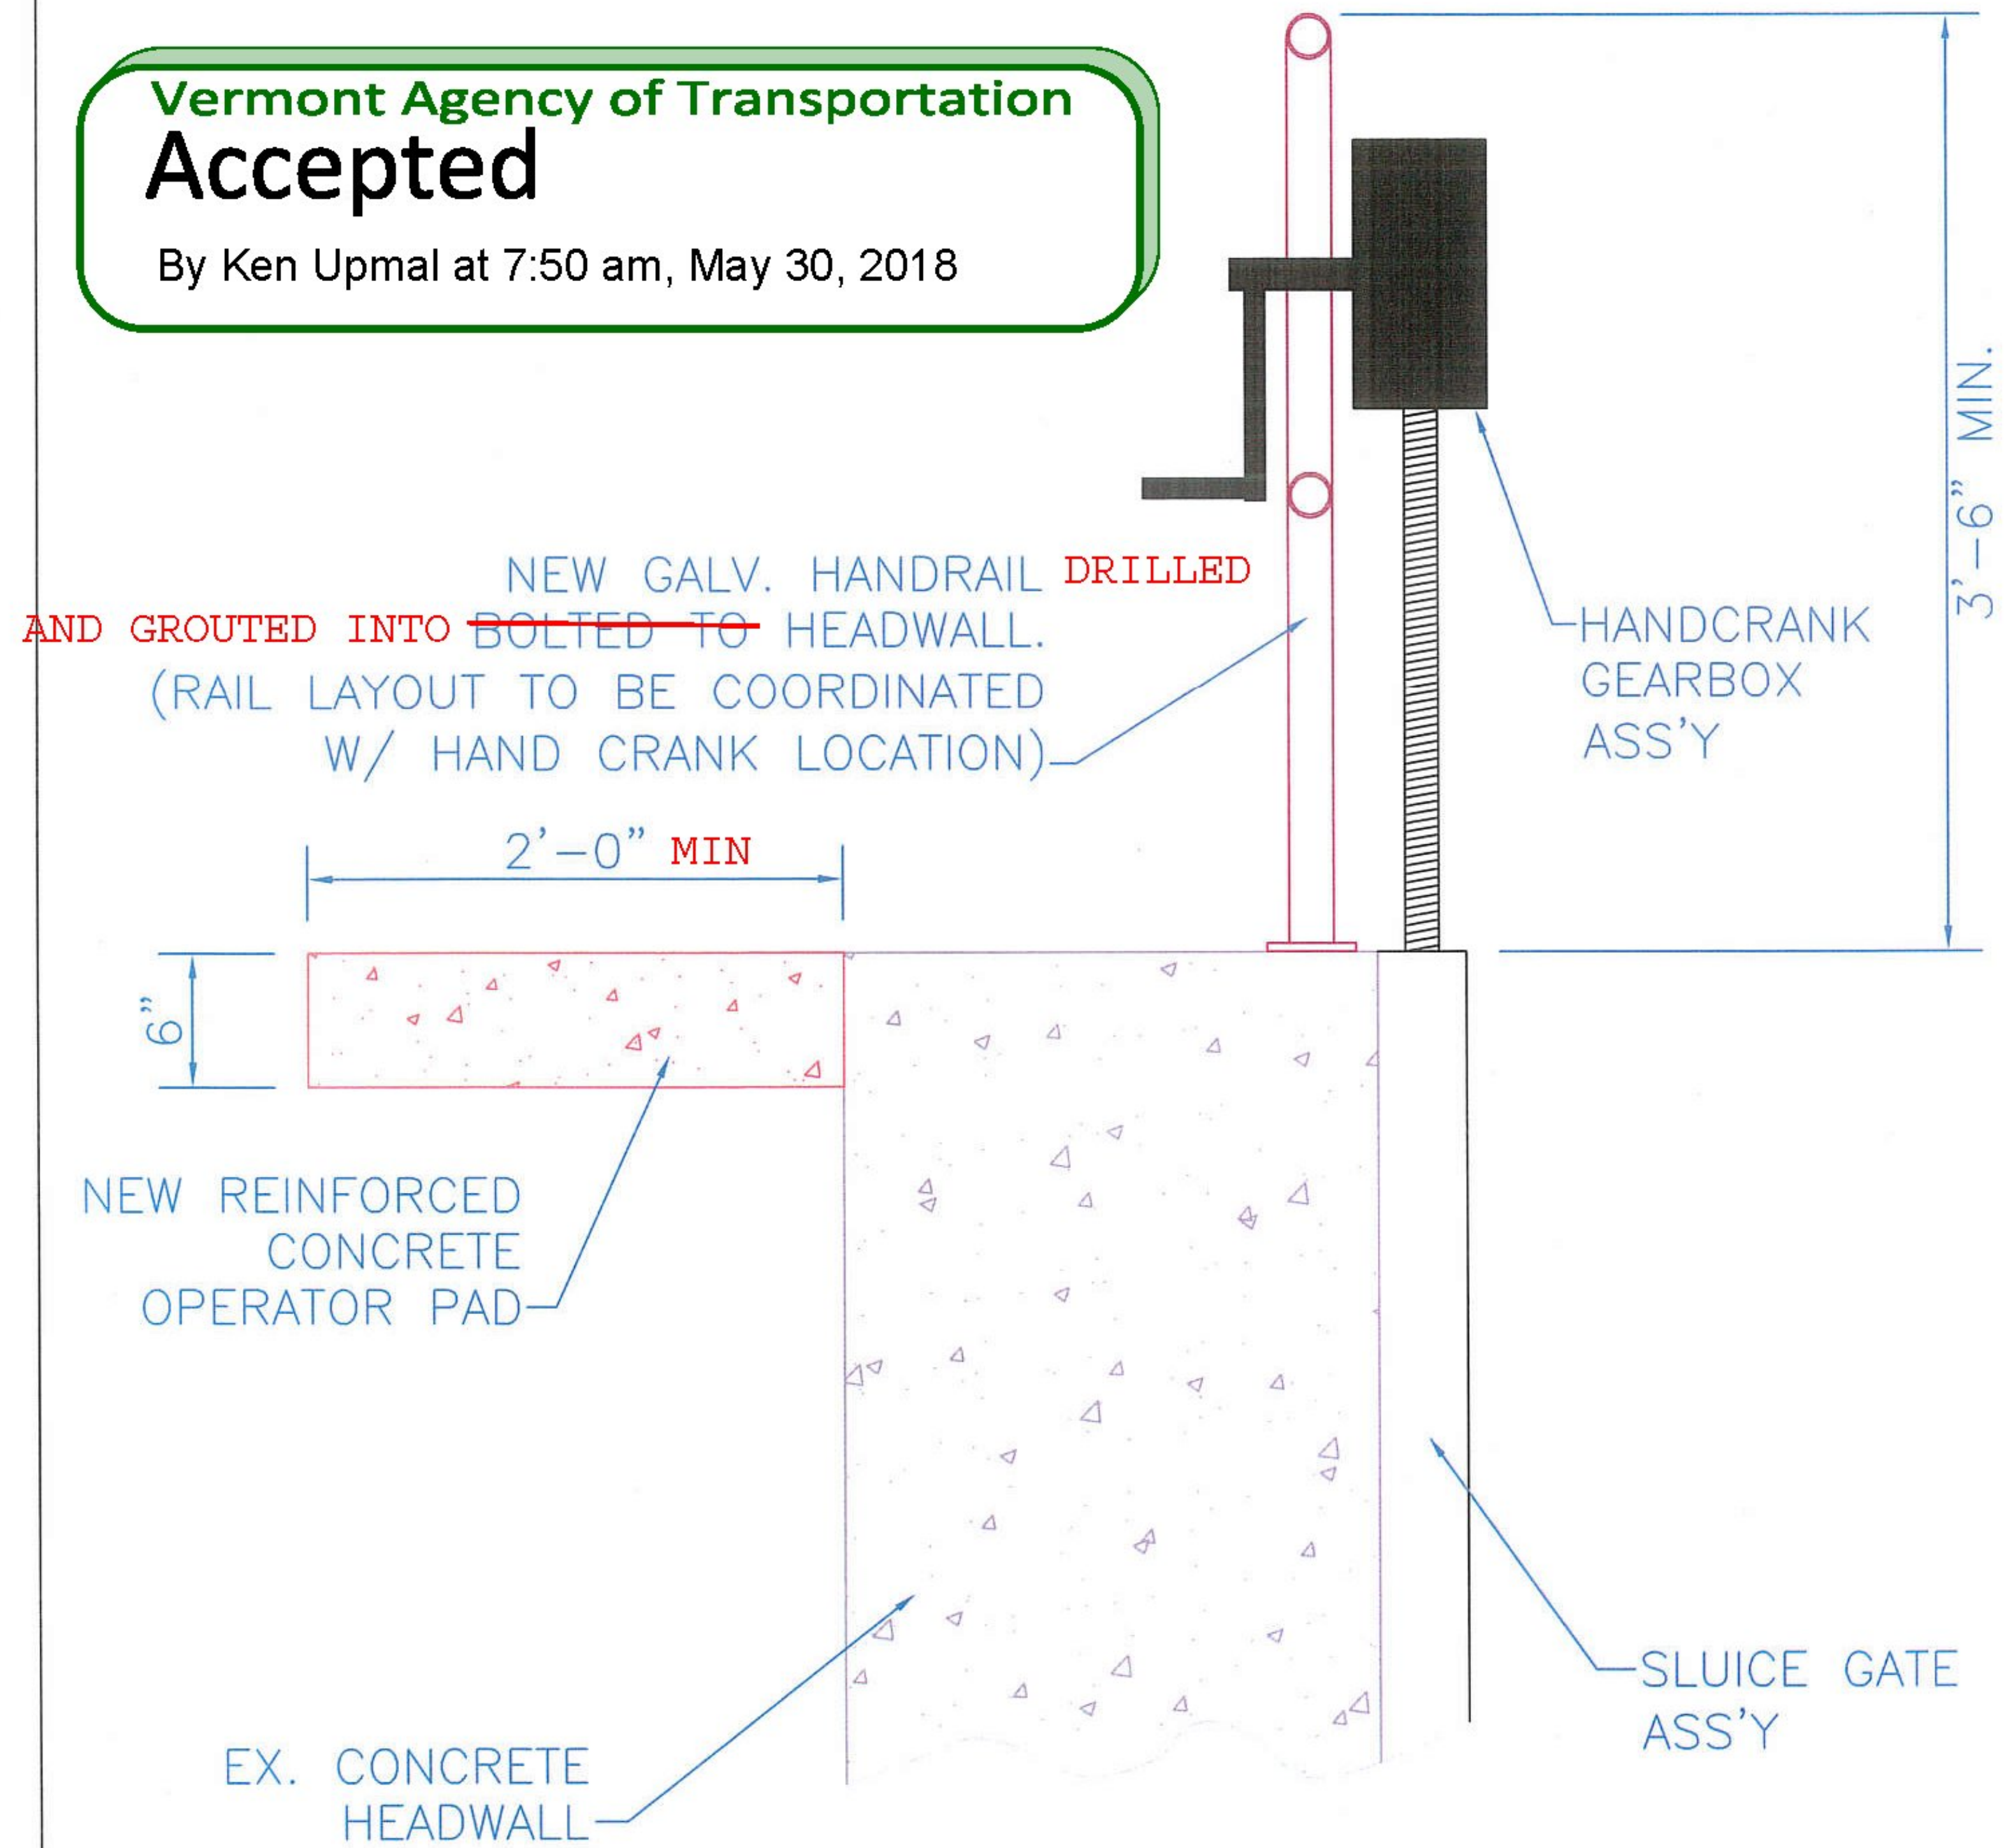 Vermont Agency of Transportation
Accepted
By Ken Upmal at 7:50 am, May 30, 2018
3'-6" MIN.
NEW GALV. HANDRAIL DRILLED
AND GROUTED INTO BOLTED TO HEADWALL.
(RAIL LAYOUT TO BE COORDINATED
W/ HAND CRANK LOCATION)
HANDCRANK
GEARBOX
ASS'Y
2'-0" MIN
6"
NEW REINFORCED
CONCRETE
OPERATOR PAD
SLUICE GATE
ASS'Y
EX. CONCRETE
HEADWALL